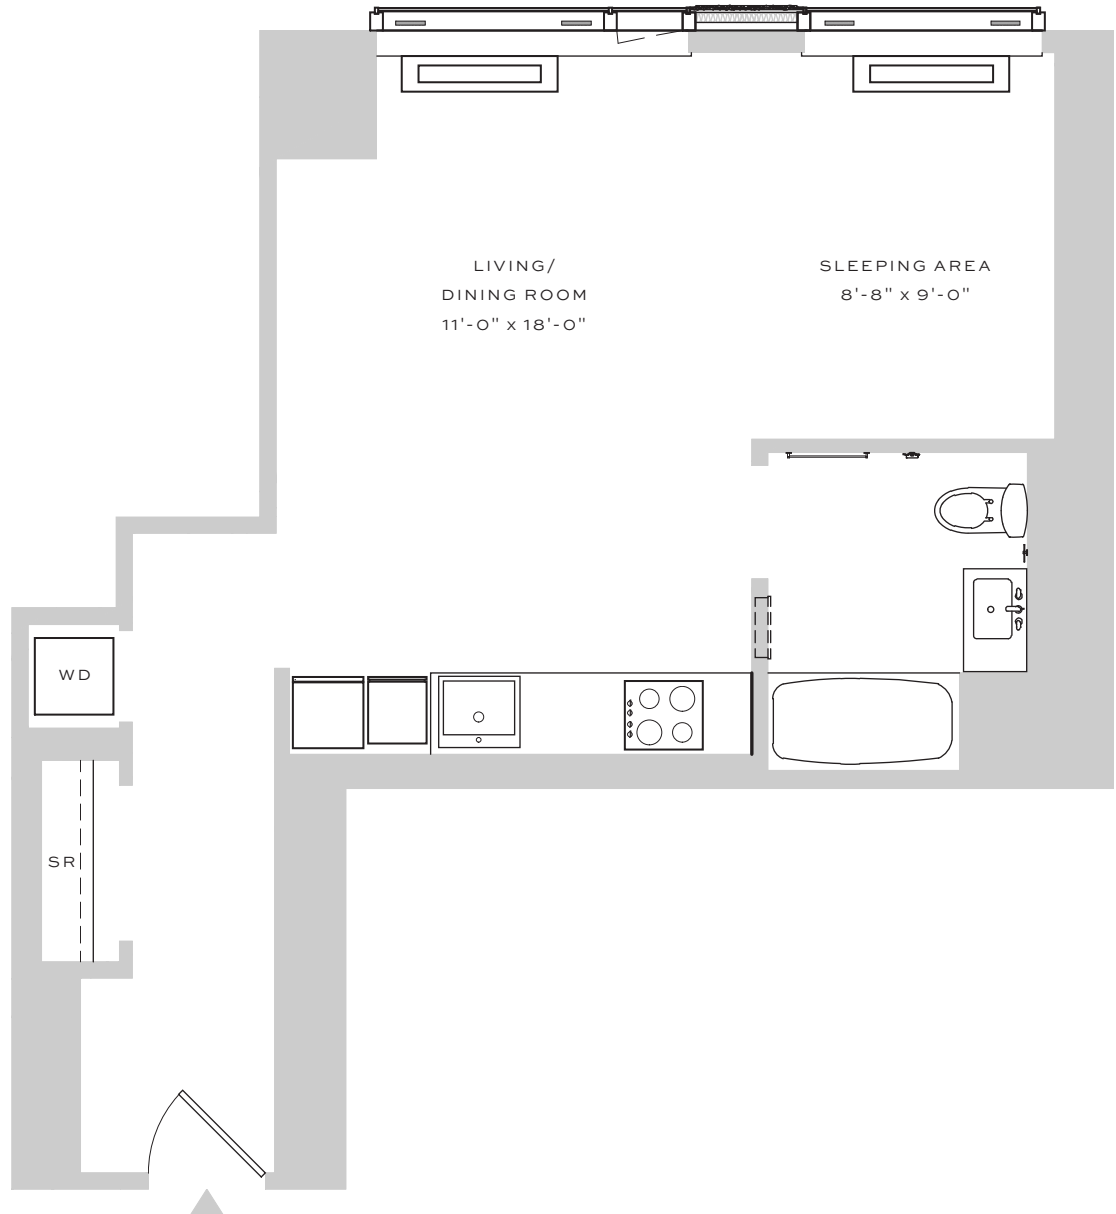 LIVING/
DINING ROOM
11'-0" x 18'-0"
SLEEPING AREA
8'-8" x 9'-0"
WD
SR